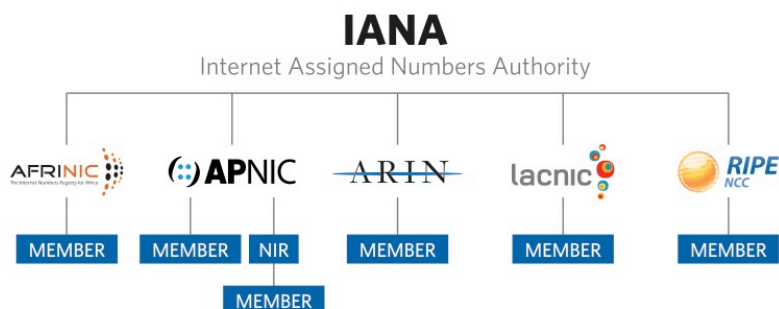 IANA
Internet Assigned Numbers Authority
AFRINIC
The Internet Numbers Registry for Africa
APNIC
ARIN
lacnic
RIPE
NCC
MEMBER
MEMBER
NIR
MEMBER
MEMBER
MEMBER
MEMBER